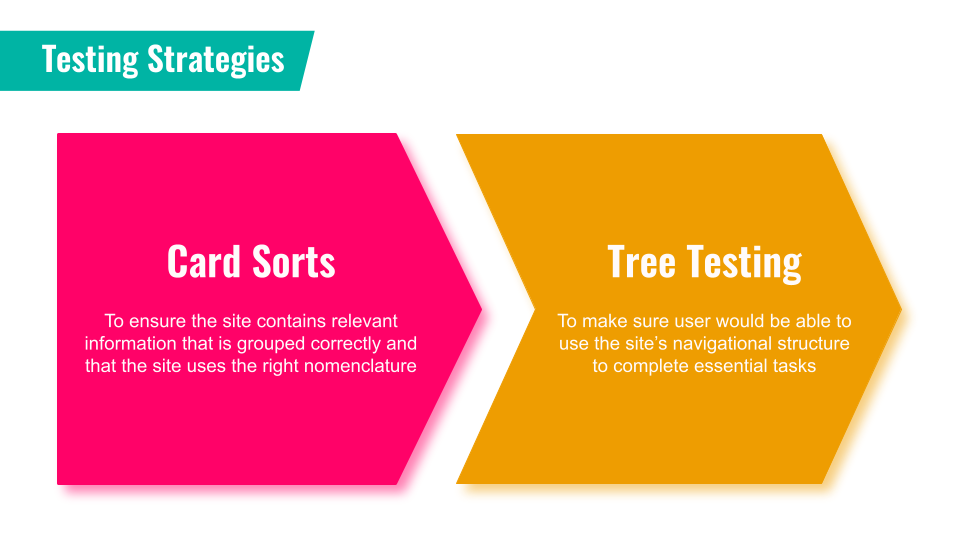 Testing Strategies
Card Sorts
To ensure the site contains relevant
information that is grouped correctly and
that the site uses the right nomenclature
Tree Testing
To make sure user would be able to
use the site’s navigational structure
to complete essential tasks